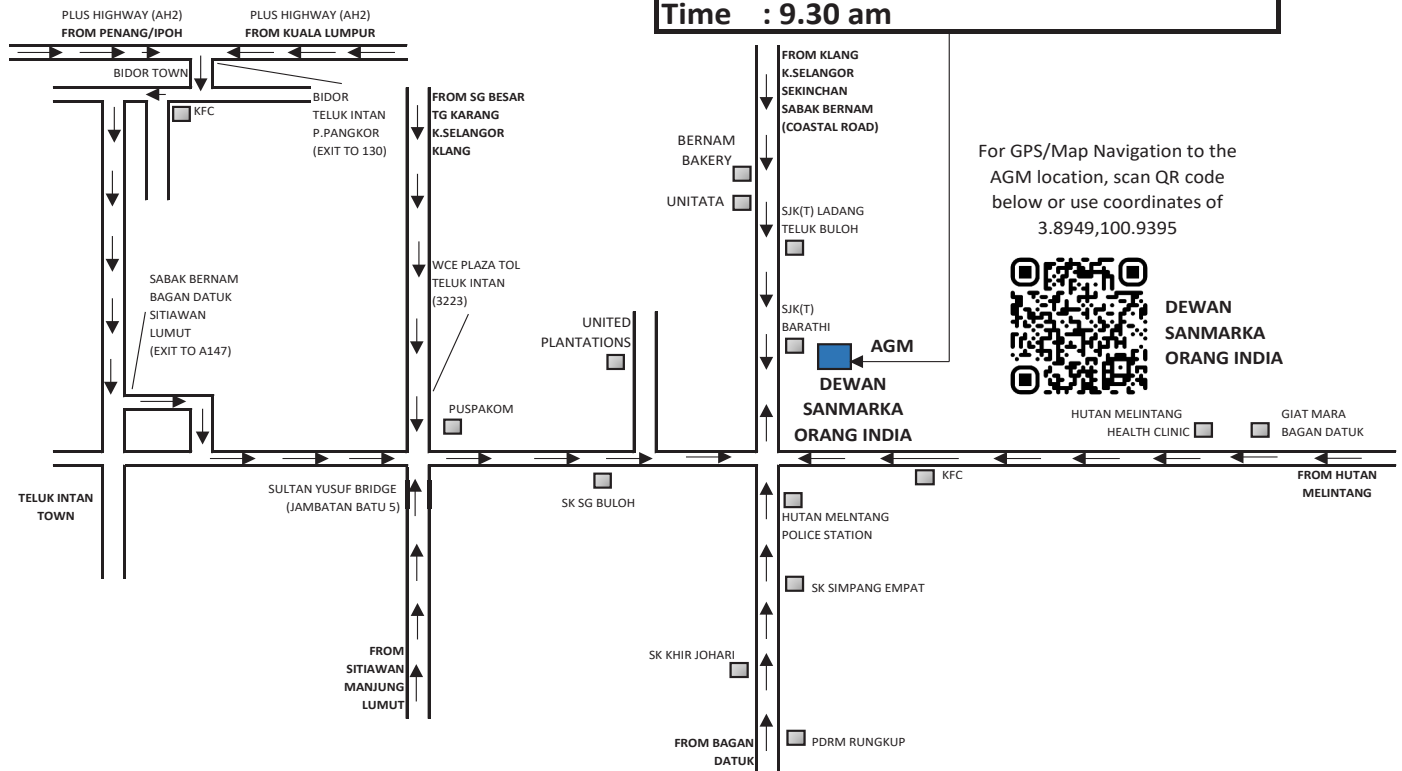 Time : 9.30 am
PLUS HIGHWAY (AH2)
FROM PENANG/IPOH
PLUS HIGHWAY (AH2)
FROM KUALA LUMPUR
BIDOR TOWN
KFC
BIDOR
TELUK INTAN
P.PANGKOR
(EXIT TO 130)
FROM SG BESAR
TG KARANG
K.SELANGOR
KLANG
FROM KLANG
K.SELANGOR
SEKINCHAN
SABAK BERNAM
(COASTAL ROAD)
BERNAM
BAKERY
UNITATA
SJK(T) LADANG
TELUK BULOH
For GPS/Map Navigation to the
AGM location, scan QR code
below or use coordinates of
3.8949,100.9395
DEWAN
SANMARKA
ORANG INDIA
SABAK BERNAM
BAGAN DATUK
SITIAWAN
LUMUT
(EXIT TO A147)
WCE PLAZA TOL
TELUK INTAN
(3223)
UNITED
PLANTATIONS
SJK(T)
BARATHI
AGM
DEWAN
SANMARKA
ORANG INDIA
PUSPAKOM
HUTAN MELINTANG
HEALTH CLINIC
GIAT MARA
BAGAN DATUK
TELUK INTAN
TOWN
SULTAN YUSUF BRIDGE
(JAMBATAN BATU 5)
SK SG BULOH
KFC
FROM HUTAN
MELINTANG
HUTAN MELNTANG
POLICE STATION
SK SIMPANG EMPAT
FROM
SITIAWAN
MANJUNG
LUMUT
SK KHIR JOHARI
FROM BAGAN
DATUK
PDRM RUNGKUP